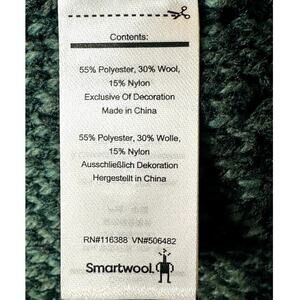 Contents:
55% Polyester, 30% Wool,
15% Nylon
Exclusive Of Decoration
Made in China
55% Polyester, 30% Wolle,
15% Nylon
Ausschließlich Dekoration
Hergestellt in China
RN#116388 VN#506482
Smartwool